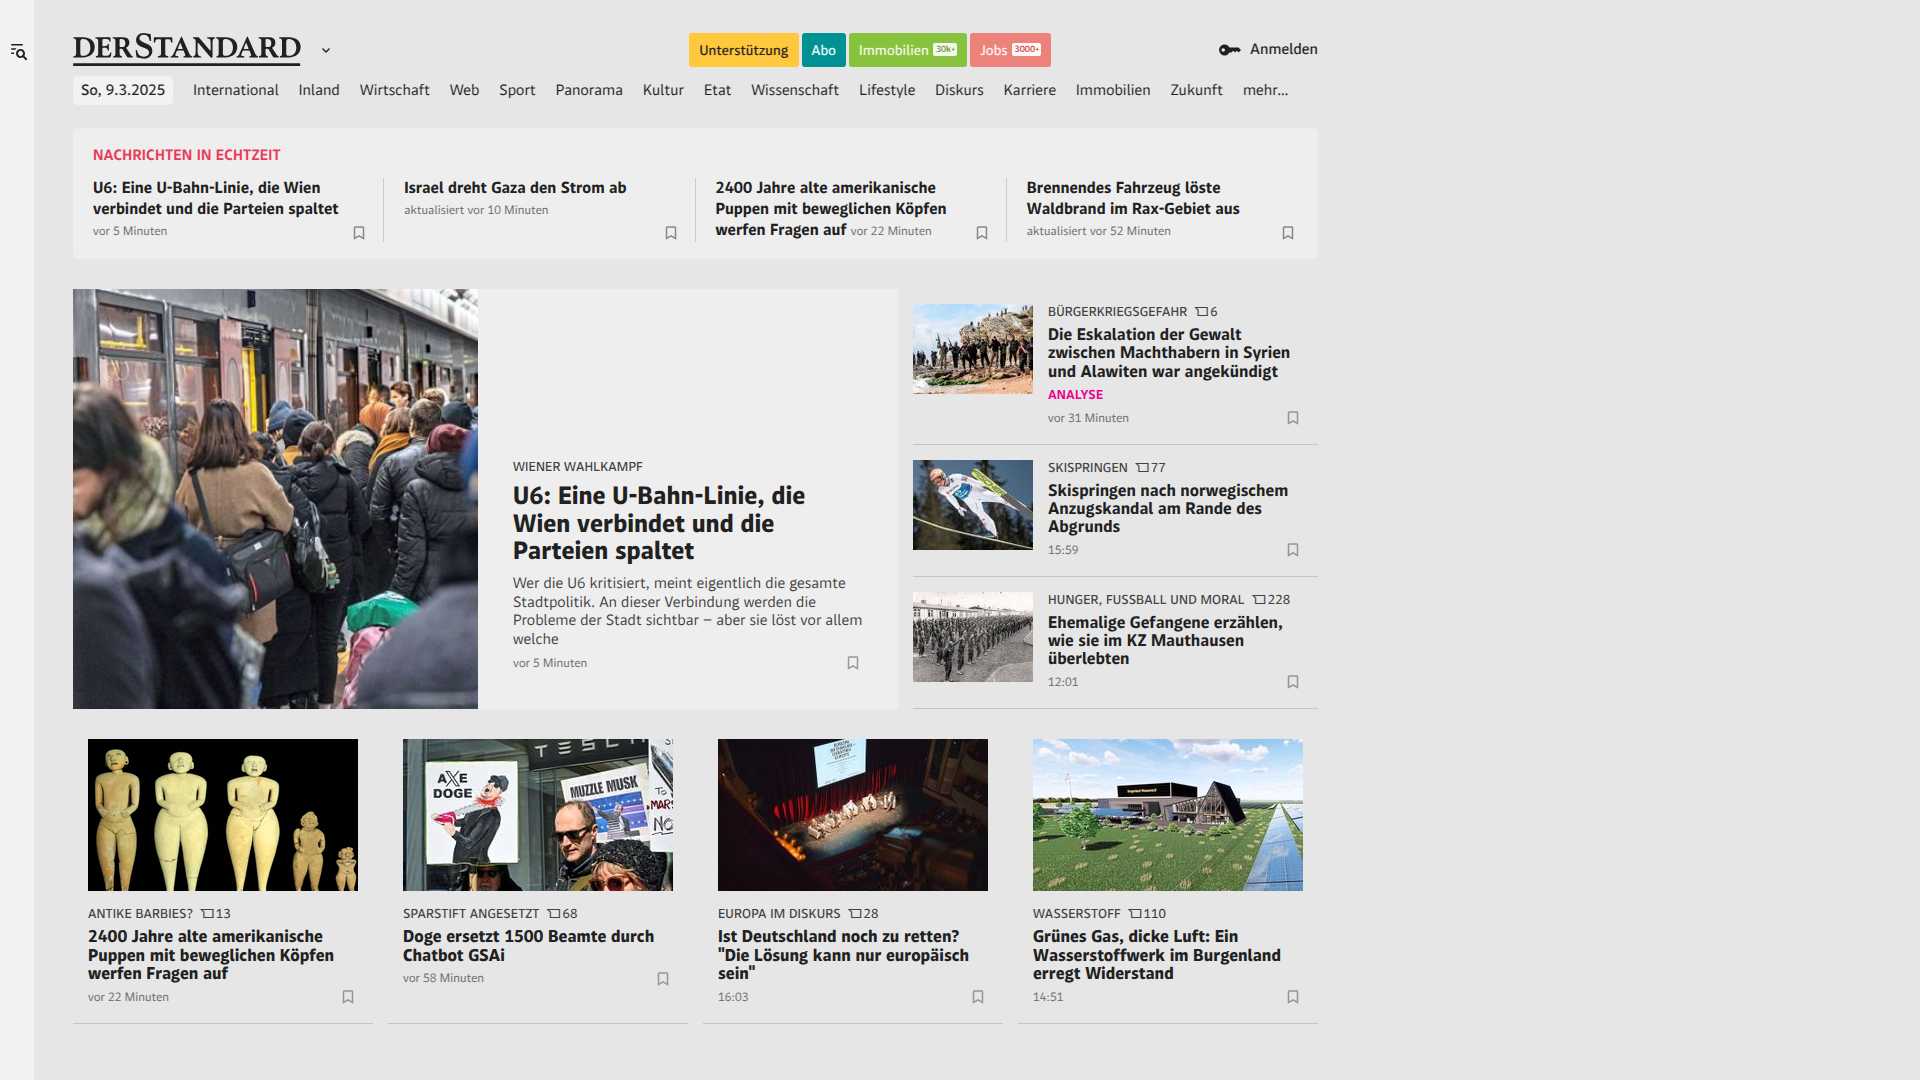 DERSTANDARD
Unterstützung
Abo
Immobilien 30k+
Jobs 3000+
Anmelden
So, 9.3.2025
International
Inland
Wirtschaft
Web
Sport
Panorama
Kultur
Etat
Wissenschaft
Lifestyle
Diskurs
Karriere
Immobilien
Zukunft
mehr...
NACHRICHTEN IN ECHTZEIT
U6: Eine U-Bahn-Linie, die Wien
verbindet und die Parteien spaltet
vor 5 Minuten
Israel dreht Gaza den Strom ab
aktualisiert vor 10 Minuten
2400 Jahre alte amerikanische
Puppen mit beweglichen Köpfen
werfen Fragen auf vor 22 Minuten
Brennendes Fahrzeug löste
Waldbrand im Rax-Gebiet aus
aktualisiert vor 52 Minuten
WIENER WAHLKAMPF
U6: Eine U-Bahn-Linie, die
Wien verbindet und die
Parteien spaltet
Wer die U6 kritisiert, meint eigentlich die gesamte
Stadtpolitik. An dieser Verbindung werden die
Probleme der Stadt sichtbar – aber sie löst vor allem
welche
vor 5 Minuten
BÜRGERKRIEGSGEFAHR 6
Die Eskalation der Gewalt
zwischen Machthabern in Syrien
und Alawiten war angekündigt
ANALYSE
vor 31 Minuten
SKISPRINGEN 77
Skispringen nach norwegischem
Anzugskandal am Rande des
Abgrunds
15:59
HUNGER, FUSSBALL UND MORAL 228
Ehemalige Gefangene erzählen,
wie sie im KZ Mauthausen
überlebten
12:01
ANTIKE BARBIES? 13
2400 Jahre alte amerikanische
Puppen mit beweglichen Köpfen
werfen Fragen auf
vor 22 Minuten
TESL
AXE
DOGE
MUZZLE MUSK
TO
MARS
NO
SPARSTIFT ANGESETZT 68
Doge ersetzt 1500 Beamte durch
Chatbot GSAi
vor 58 Minuten
EUROPA IM DISKURS 28
Ist Deutschland noch zu retten?
"Die Lösung kann nur europäisch
sein"
16:03
WASSERSTOFF 110
Grünes Gas, dicke Luft: Ein
Wasserstoffwerk im Burgenland
erregt Widerstand
14:51